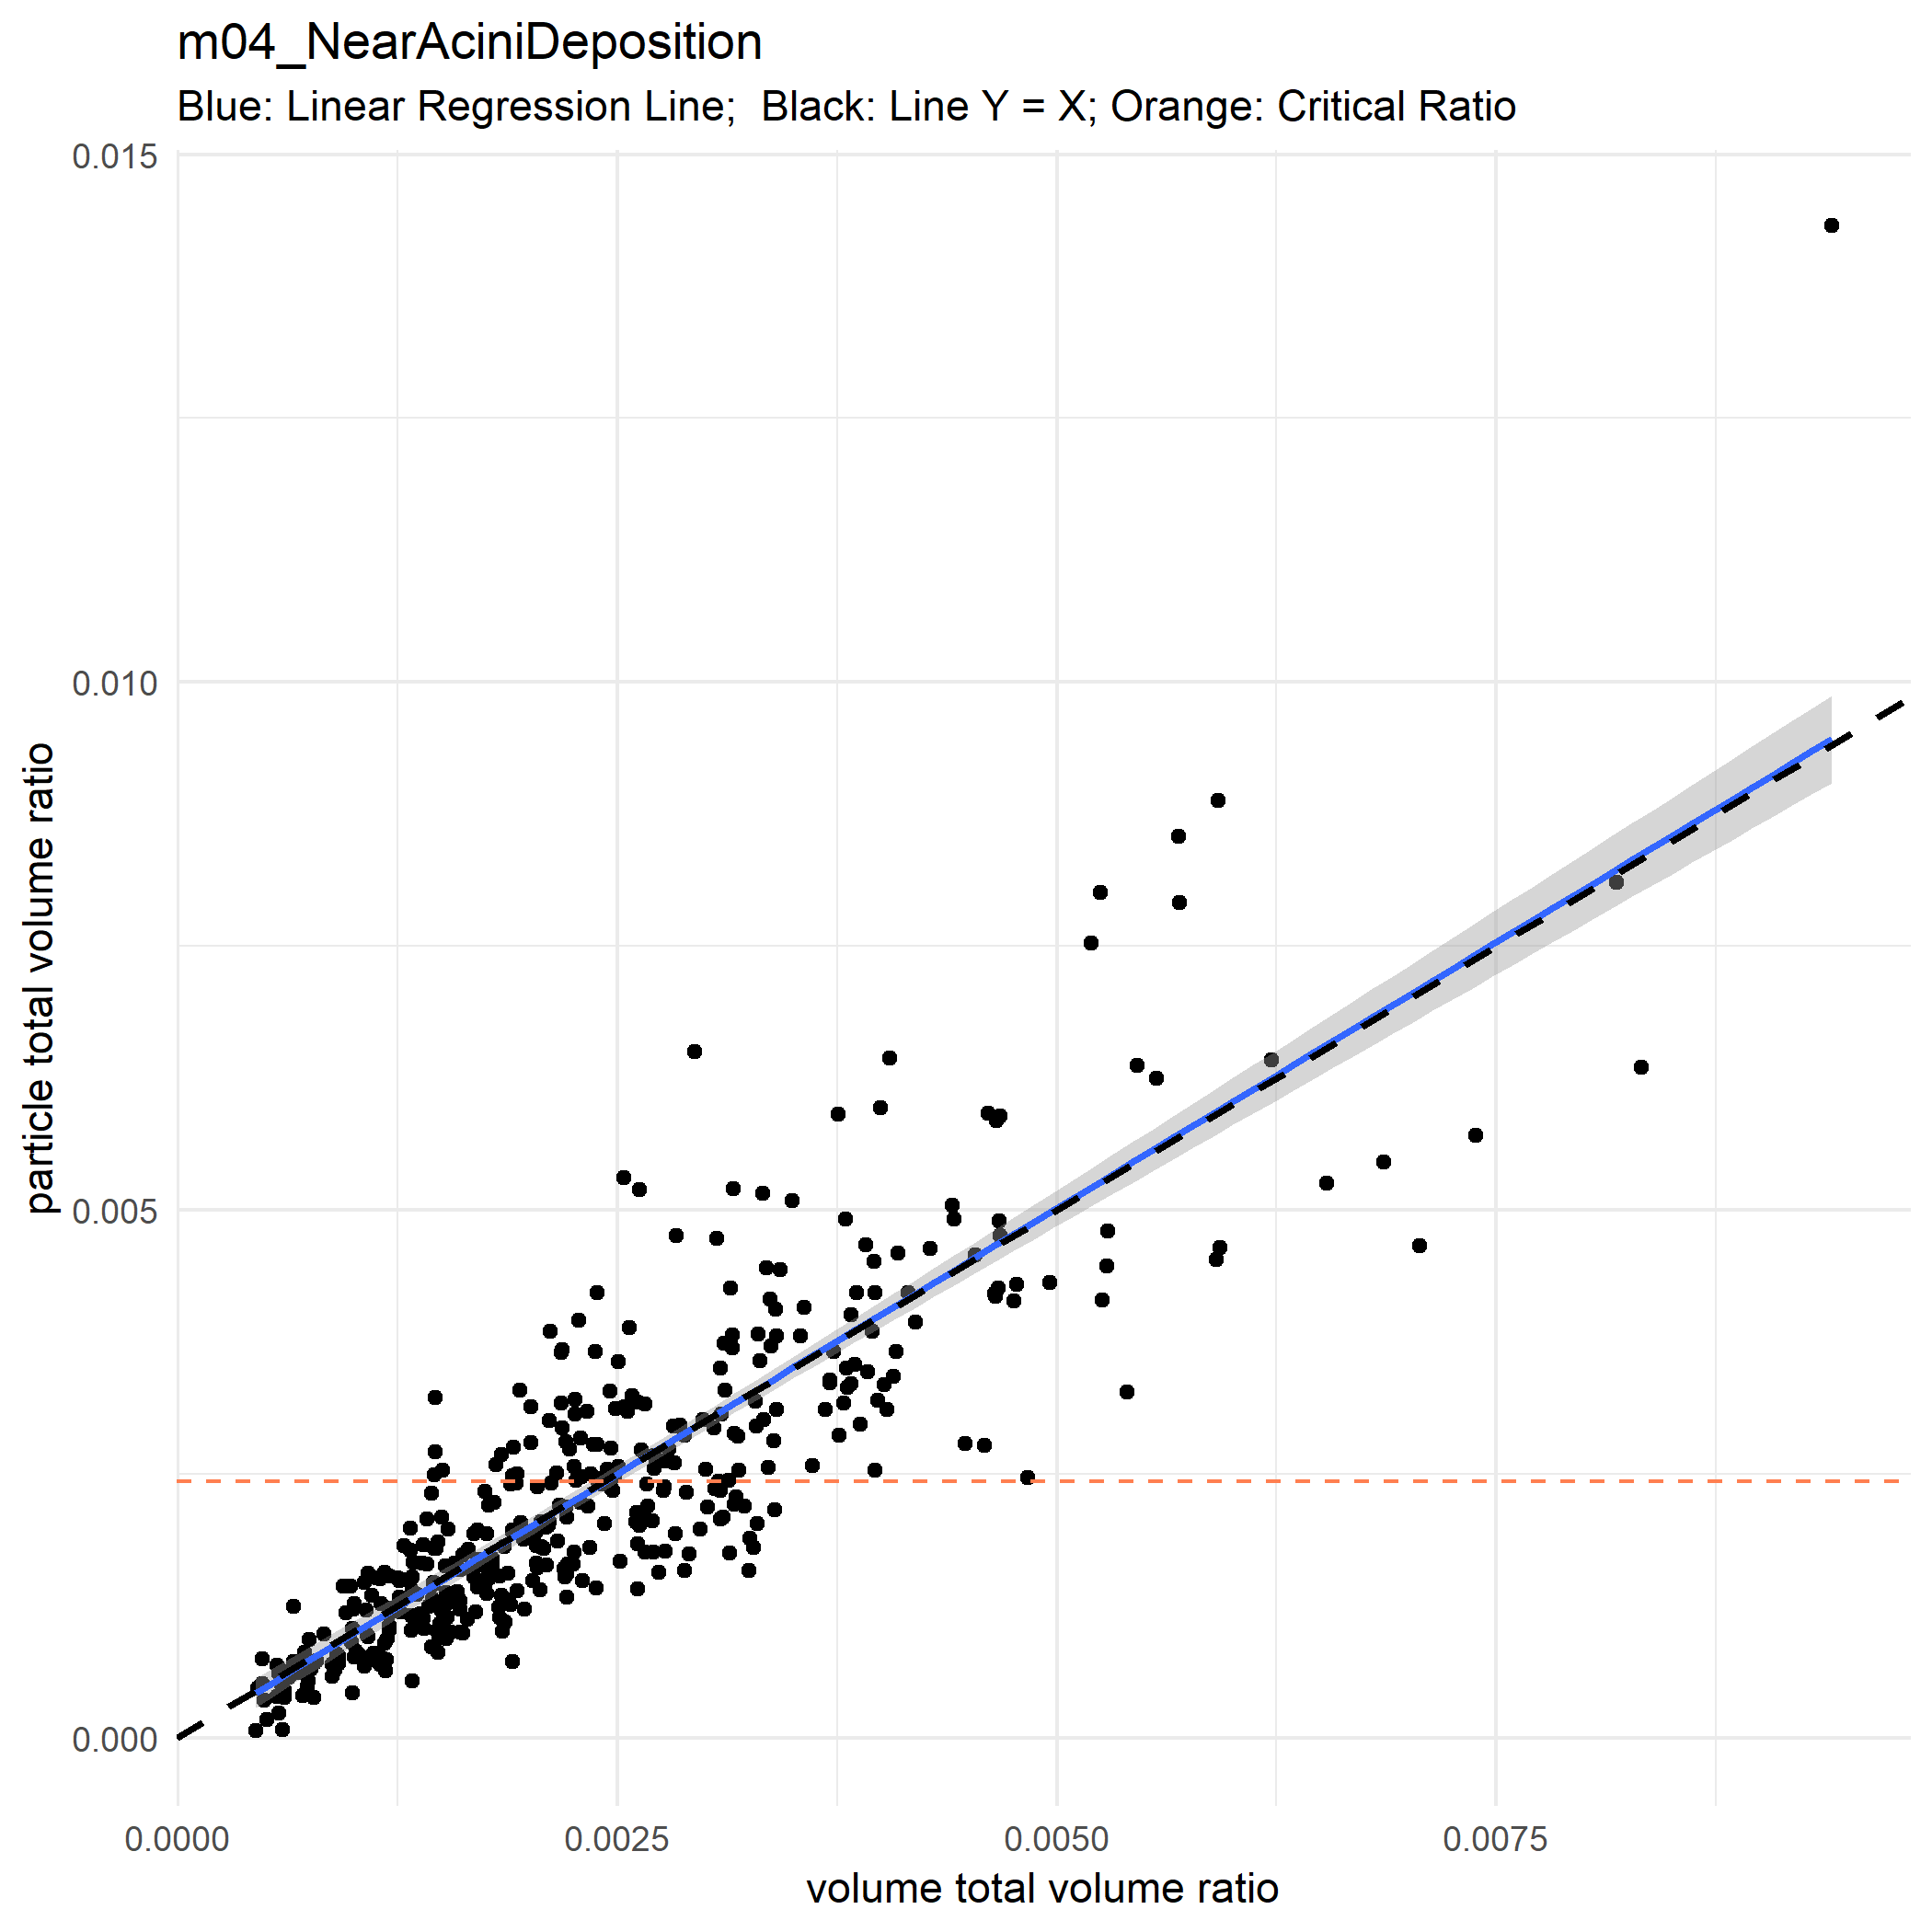 m04_NearAciniDeposition
Blue: Linear Regression Line;  Black: Line Y = X; Orange: Critical Ratio
0.015
0.010
0.005
0.000
particle total volume ratio
0.0000 0.0025 0.0050 0.0075
volume total volume ratio